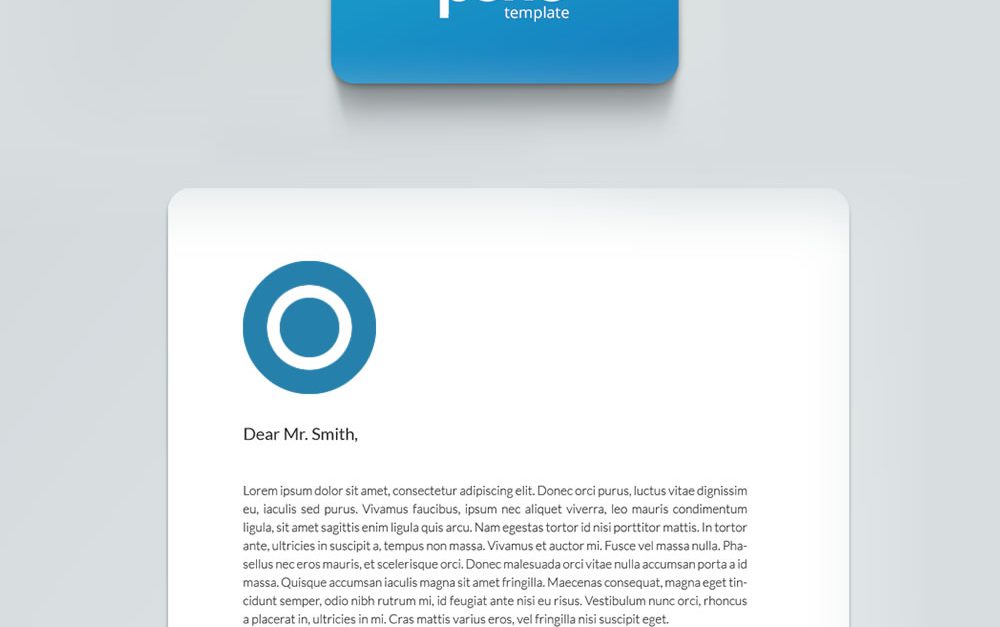 template
Dear Mr. Smith,
Lorem ipsum dolor sit amet, consectetur adipiscing elit. Donec orci purus, luctus vitae dignissim
eu, iaculis sed purus. Vivamus faucibus, ipsum nec aliquet viverra, leo mauris condimentum
ligula, sit amet sagittis enim ligula quis arcu. Nam egestas tortor id nisi porttitor mattis. In tortor
ante, ultricies in suscipit a, tempus non massa. Vivamus et auctor mi. Fusce vel massa nulla. Pha-
sellus nec eros mauris, et scelerisque orci. Donec malesuada orci vitae nulla accumsan porta a id
massa. Quisque accumsan iaculis magna sit amet fringilla. Maecenas consequat, magna eget tin-
cidunt semper, odio nibh rutrum mi, id feugiat ante nisi eu risus. Vestibulum nunc orci, rhoncus
a placerat in, ultricies in mi. Cras mattis varius eros, vel fringilla nisi suscipit eget.